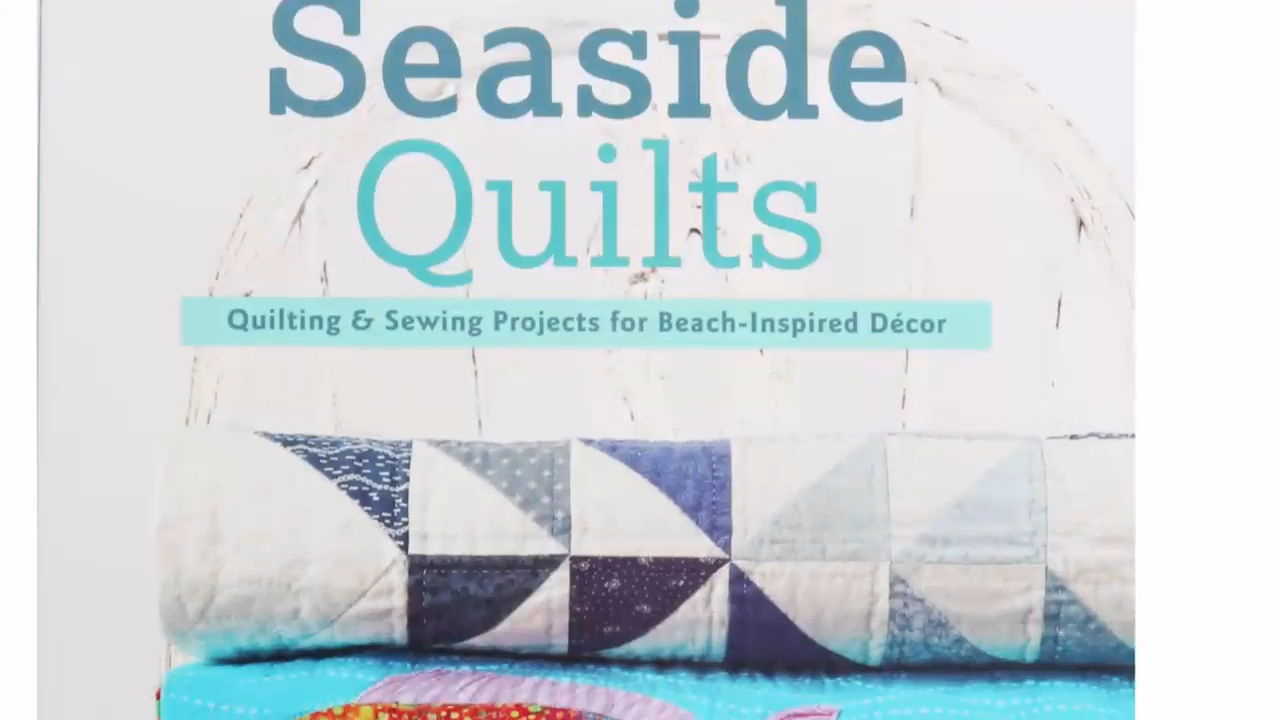 Seaside
Quilts
Quilting & Sewing Projects for Beach-Inspired Décor